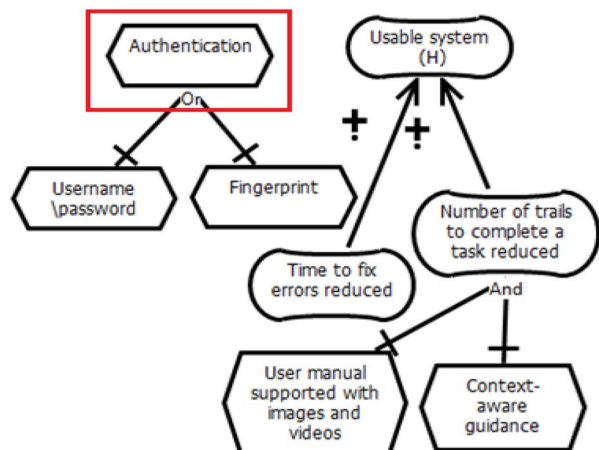 Authentication
Or
Username
\password
Fingerprint
Usable system
(H)
Time to fix
errors reduced
Number of trails
to complete a
task reduced
And
User manual
supported with
images and
videos
Context-
aware
guidance